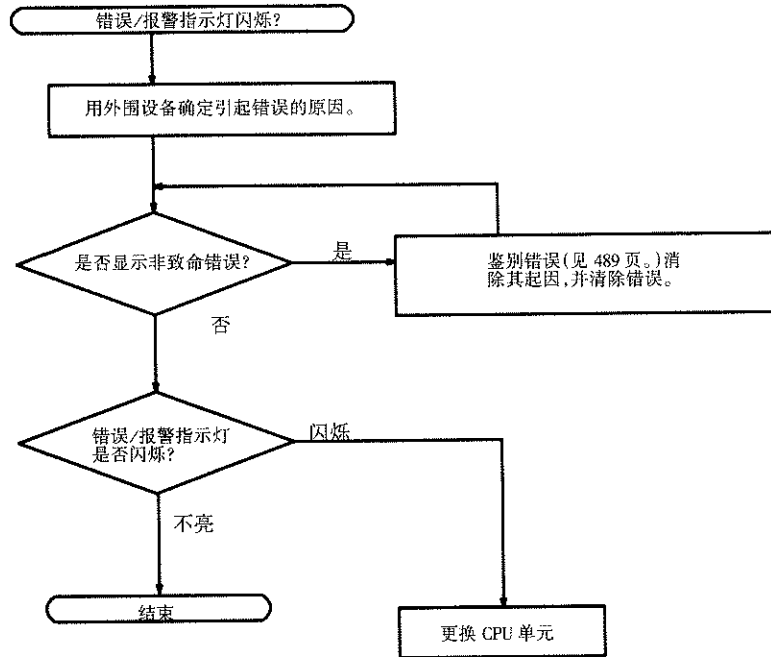 错误/报警指示灯闪烁?
用外围设备确定引起错误的原因。
是否显示非致命错误?
是
鉴别错误(见 489 页。)消
除其起因,并清除错误。
否
错误/报警指示灯
是否闪烁?
闪烁
不亮
结束
更换 CPU 单元